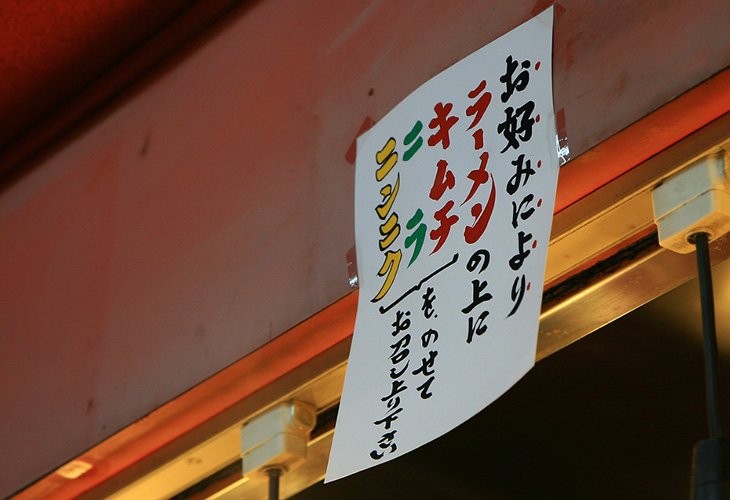 お好みにより
ラーメンの上に
キムチ
ニラ
ニンニク
を、のせて
お召し上り下さい